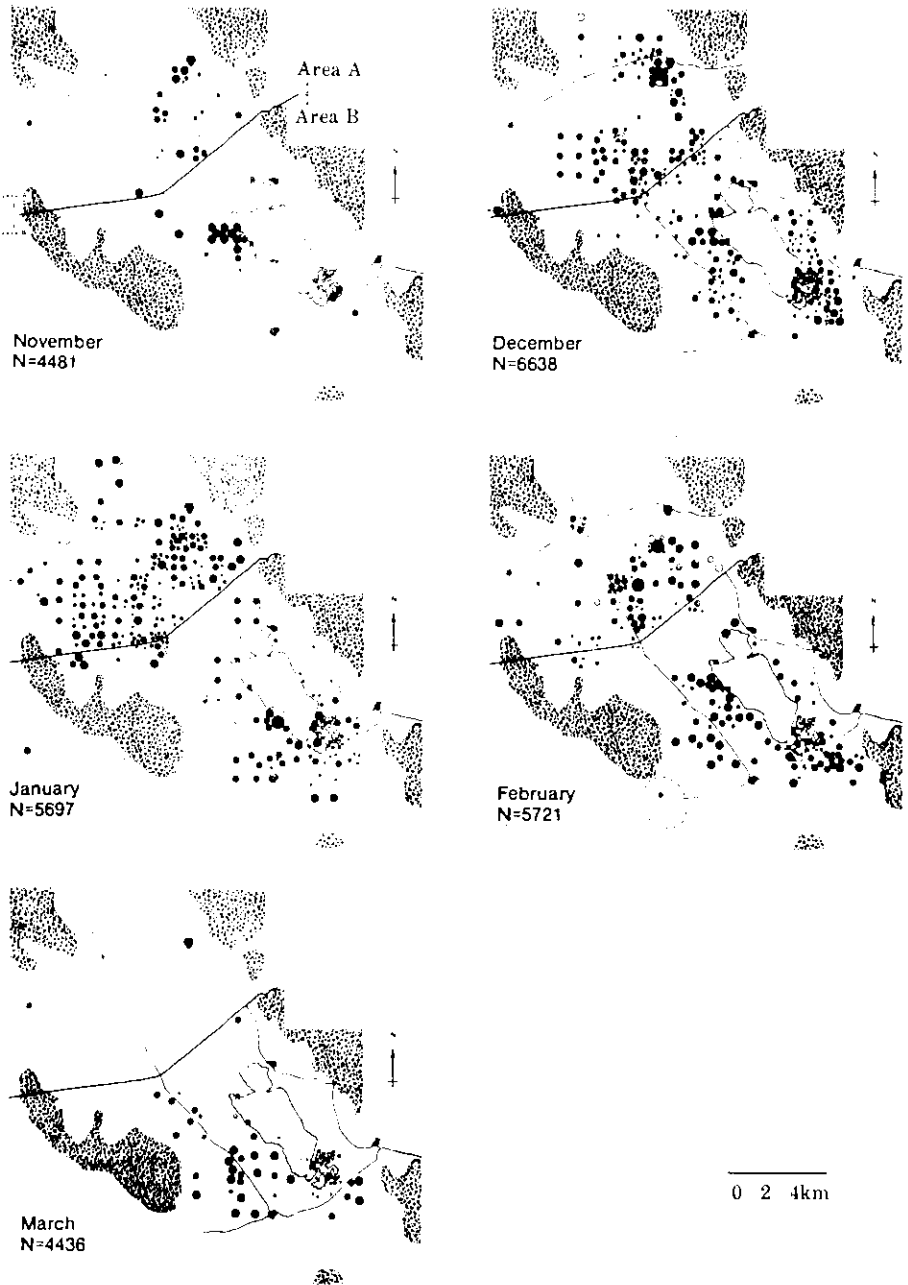 Area A
Area B
November
N=4481
December
N=6638
January
N=5697
February
N=5721
March
N=4436
0 2 4km